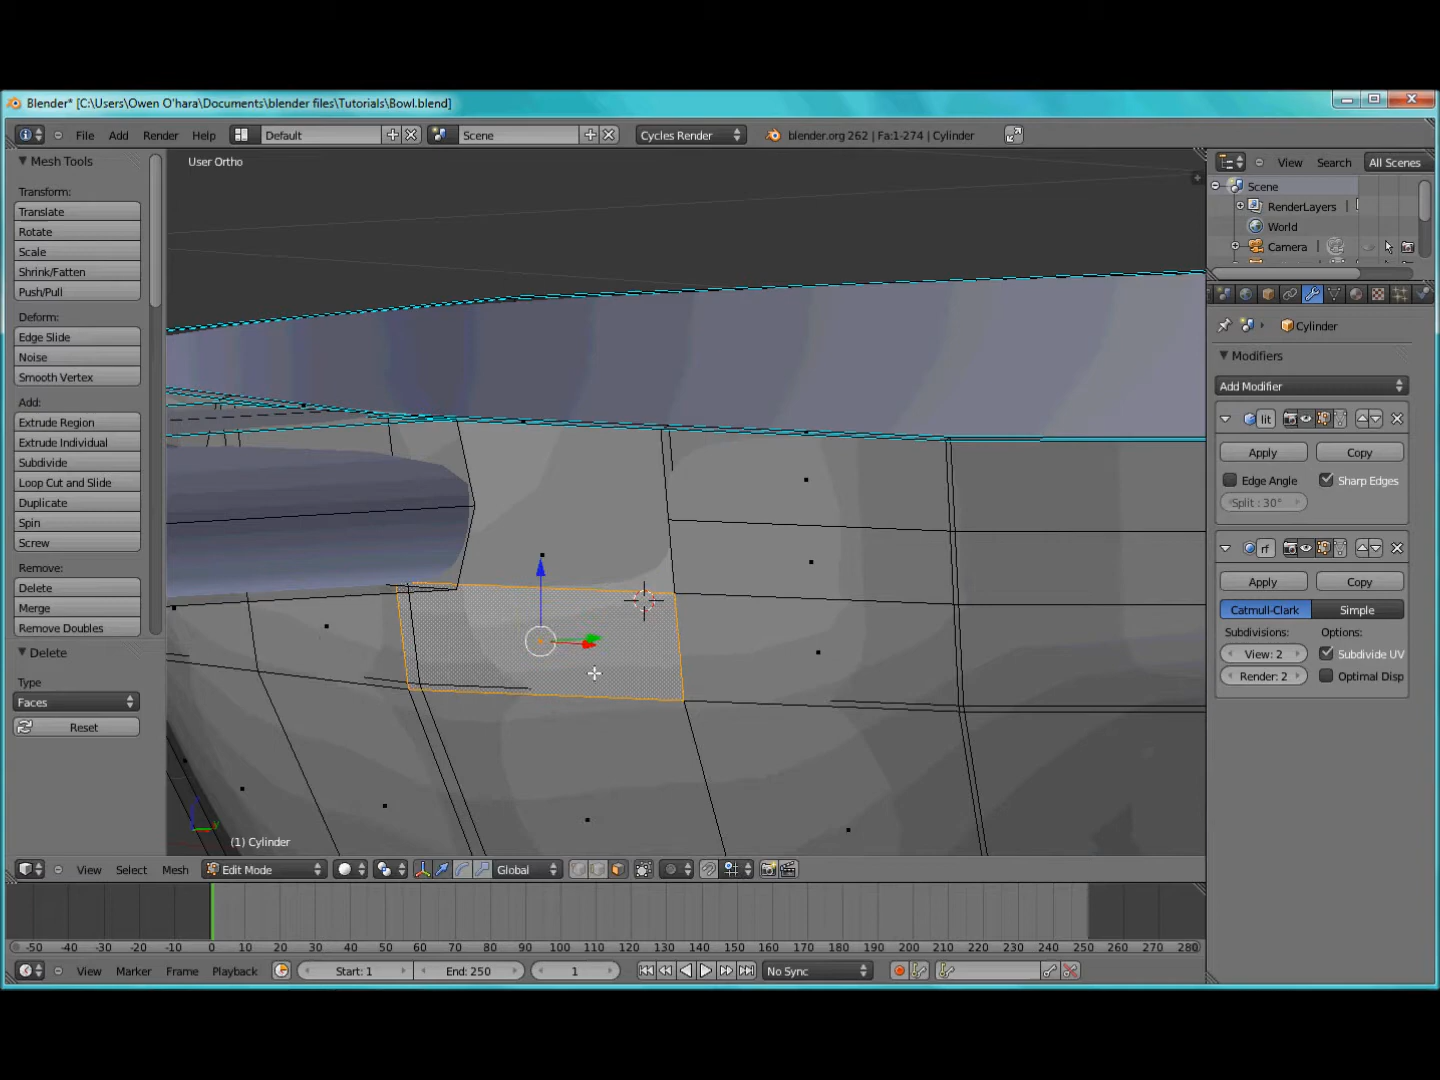 Blender* [C:\Users\Owen O'hara\Documents\blender files\Tutorials\Bowl.blend]
File Add Render Help Default Scene Cycles Render blender.org 262 | Fa:1-274 | Cylinder
Mesh Tools
Transform:
Translate
Rotate
Scale
Shrink/Fatten
Push/Pull
Deform:
Edge Slide
Noise
Smooth Vertex
Add:
Extrude Region
Extrude Individual
Subdivide
Loop Cut and Slide
Duplicate
Spin
Screw
Remove:
Delete
Merge
Remove Doubles
Delete
Type
Faces
Reset
User Ortho
(1) Cylinder
View Search All Scenes
Scene
RenderLayers
World
Camera
Cylinder
Modifiers
Add Modifier
lit
Apply Copy
Edge Angle Sharp Edges
Split : 30°
rf
Apply Copy
Catmull-Clark Simple
Subdivisions: Options:
View: 2 Subdivide UV
Render: 2 Optimal Disp
View Select Mesh Edit Mode Global
-50 -40 -30 -20 -10 0 10 20 30 40 50 60 70 80 90 100 110 120 130 140 150 160 170 180 190 200 210 220 230 240 250 260 270 280
View Marker Frame Playback Start: 1 End: 250 1 No Sync